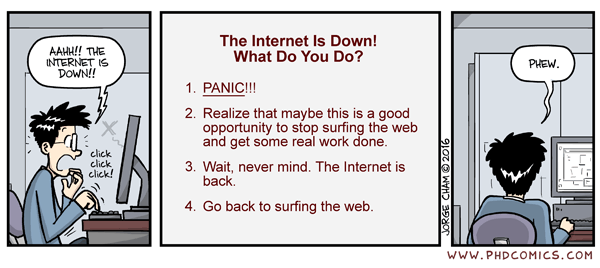 AAHH!! THE
INTERNET IS
DOWN!!
CLICK
CLICK
CLICK!
The Internet Is Down!
What Do You Do?
1. PANIC!!!
2. Realize that maybe this is a good
opportunity to stop surfing the web
and get some real work done.
3. Wait, never mind. The Internet is
back.
4. Go back to surfing the web.
PHEW.
JORGE CHAM © 2016
WWW.PHDCOMICS.COM